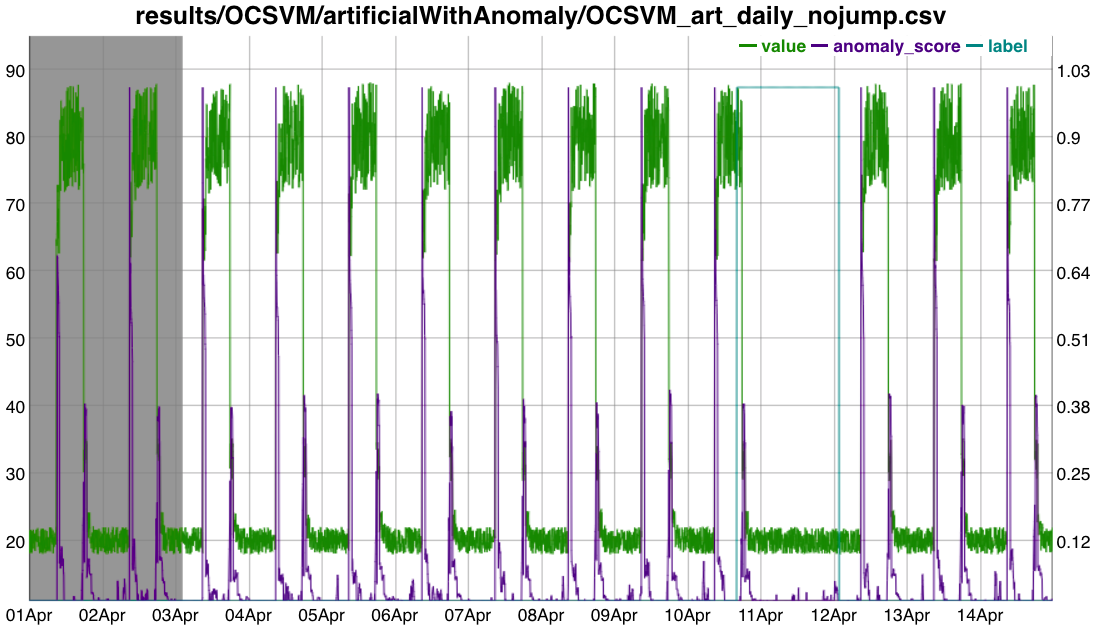 results/OCSVM/artificialWithAnomaly/OCSVM_art_daily_nojump.csv
value anomaly_score label
90 1.03
80 0.9
70 0.77
60 0.64
50 0.51
40 0.38
30 0.25
20 0.12
01Apr 02Apr 03Apr 04Apr 05Apr 06Apr 07Apr 08Apr 09Apr 10Apr 11Apr 12Apr 13Apr 14Apr